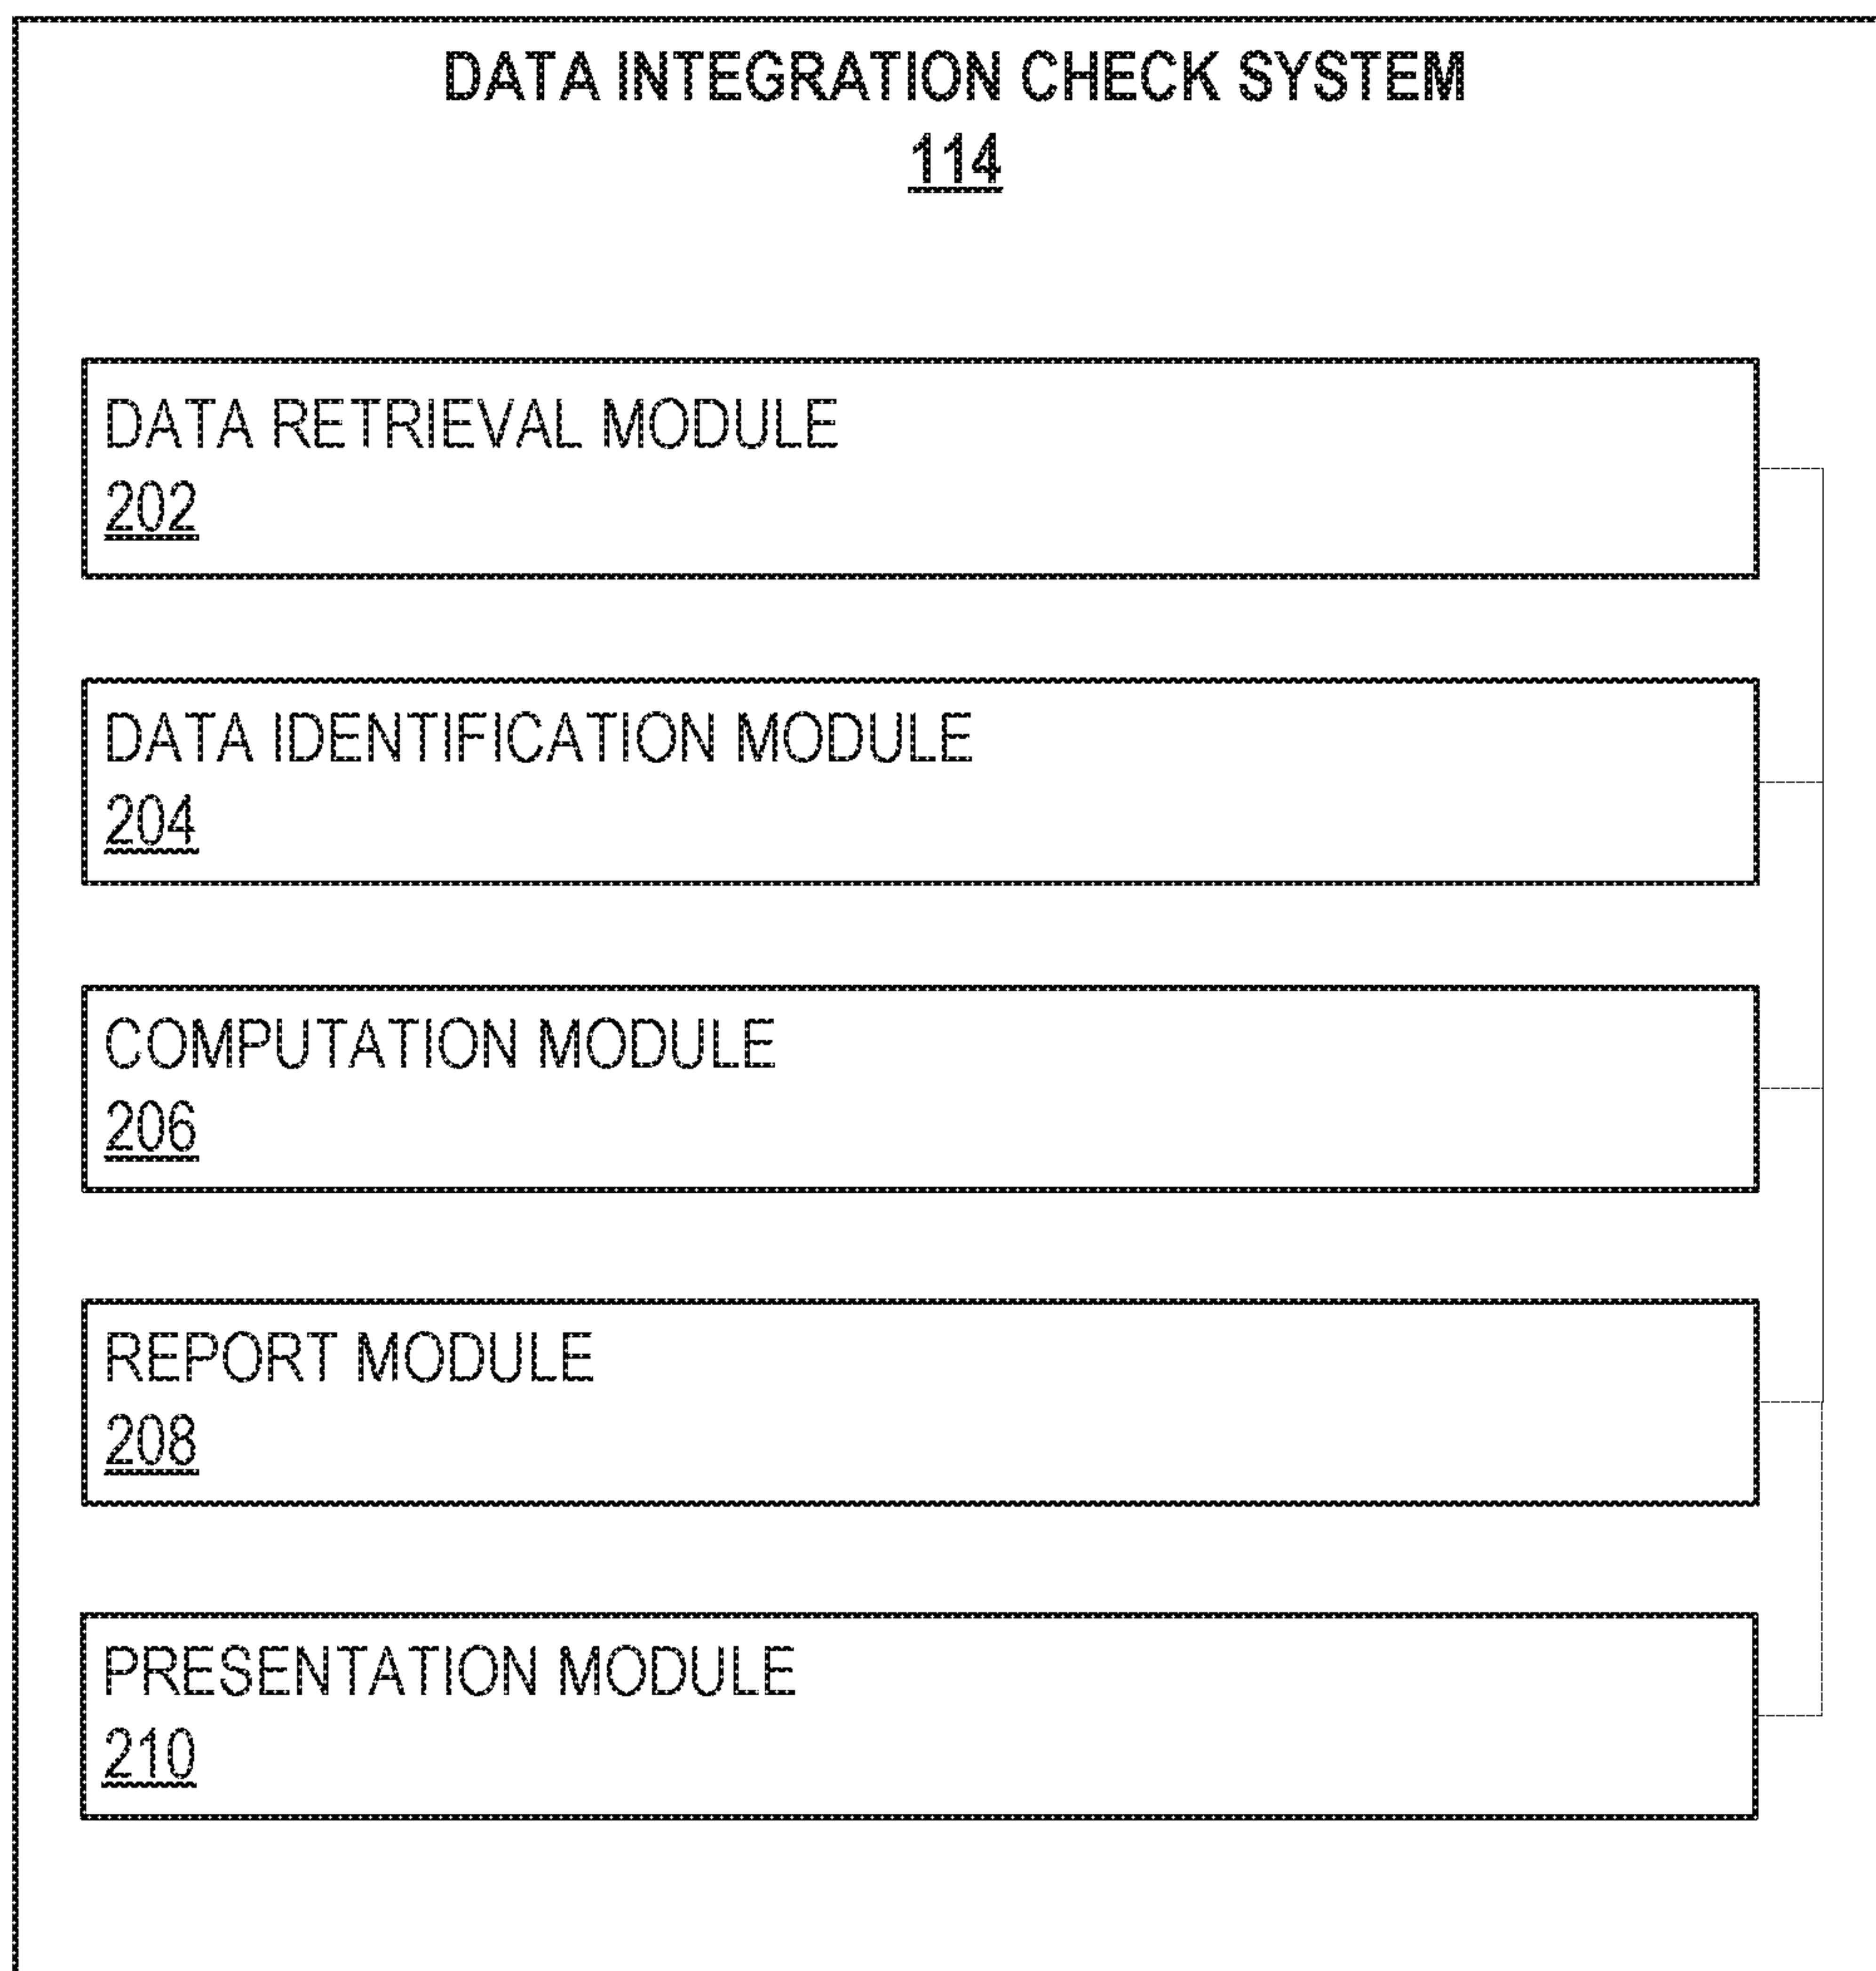 DATA INTEGRATION CHECK SYSTEM
114
DATA RETRIEVAL MODULE
202
DATA IDENTIFICATION MODULE
204
COMPUTATION MODULE
206
REPORT MODULE
208
PRESENTATION MODULE
210